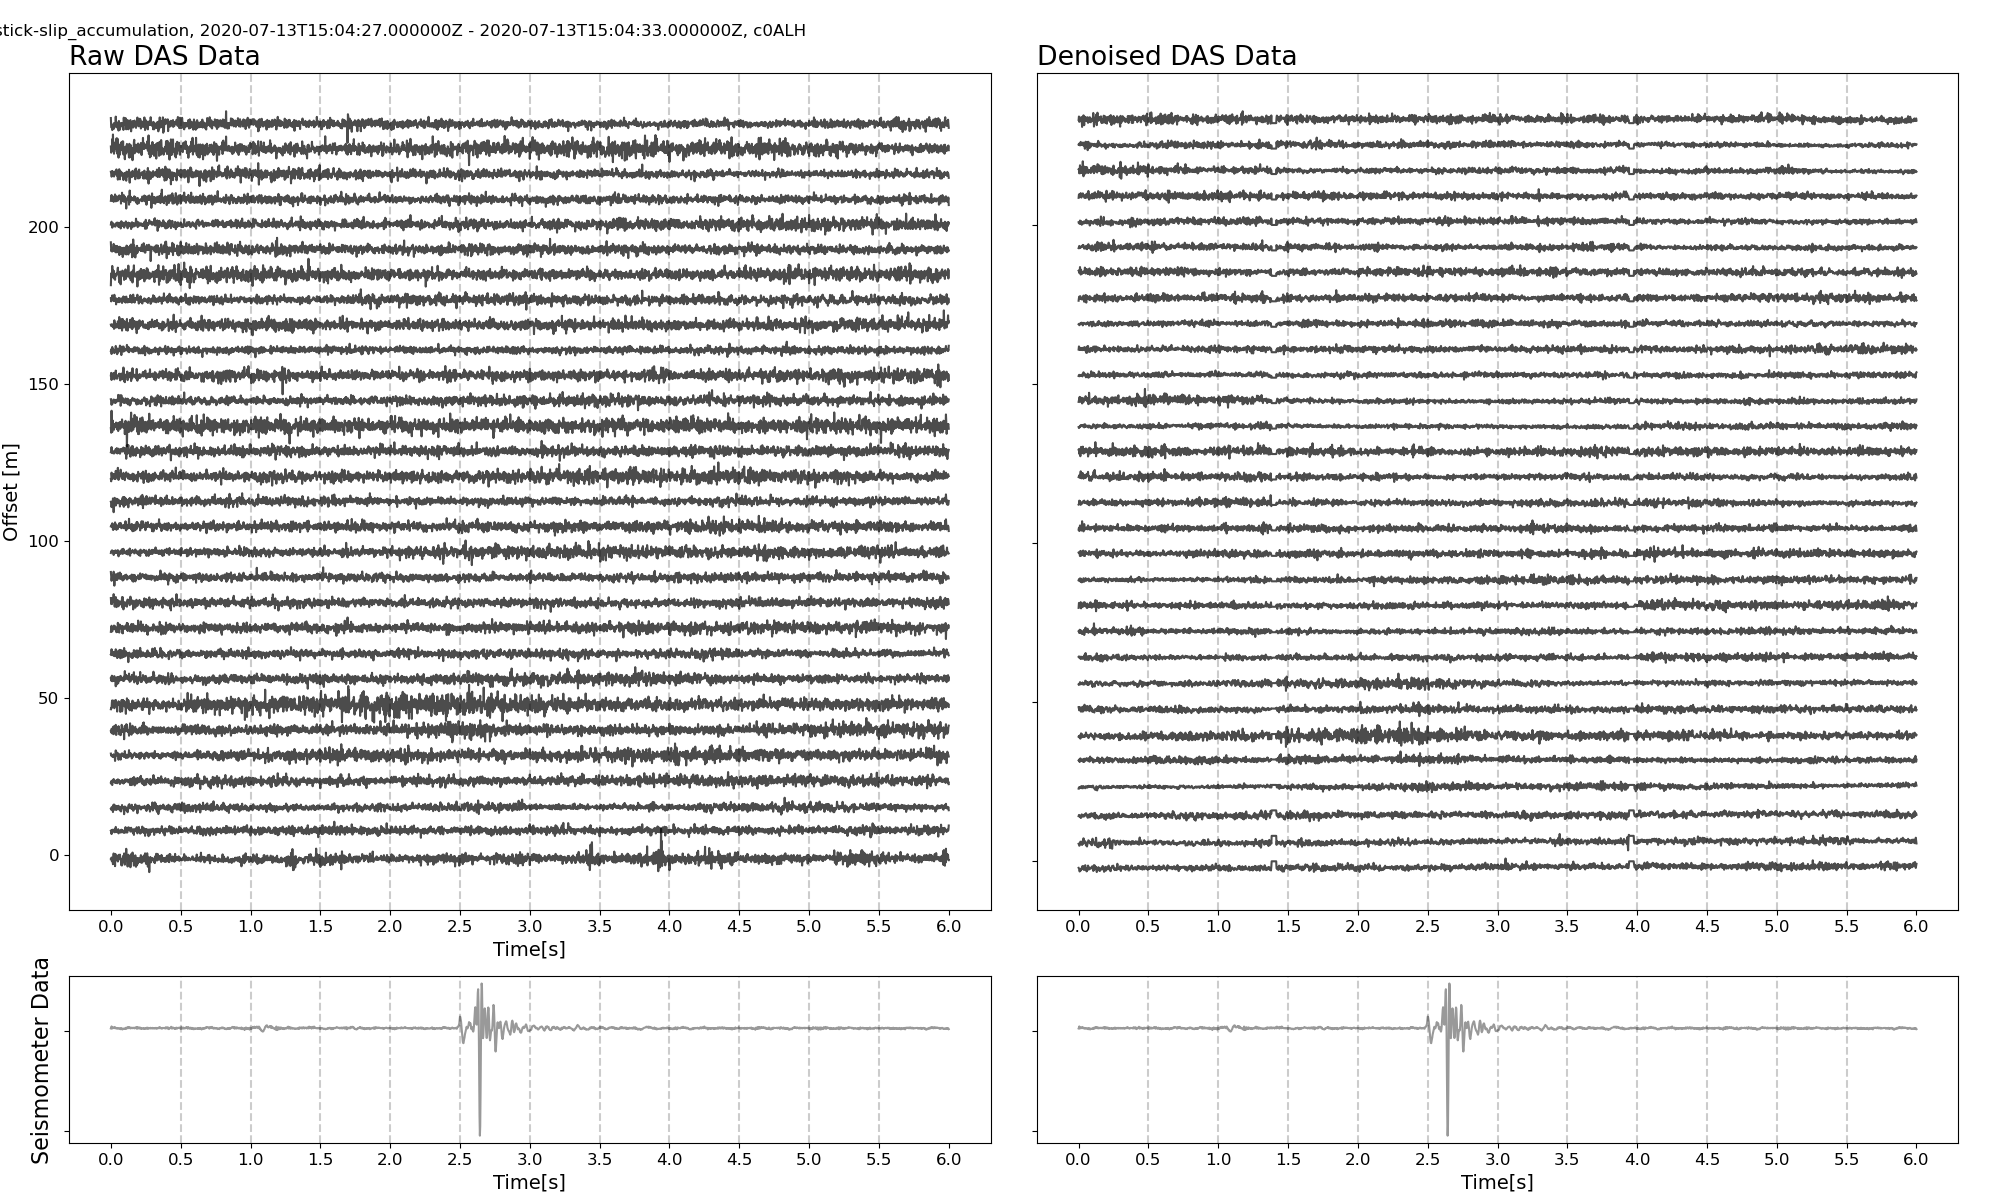 stick-slip_accumulation, 2020-07-13T15:04:27.000000Z - 2020-07-13T15:04:33.000000Z, c0ALH
Raw DAS Data
Denoised DAS Data
Offset [m]
200
150
100
50
0
0.0 0.5 1.0 1.5 2.0 2.5 3.0 3.5 4.0 4.5 5.0 5.5 6.0
Time[s]
0.0 0.5 1.0 1.5 2.0 2.5 3.0 3.5 4.0 4.5 5.0 5.5 6.0
Seismometer Data
0.0 0.5 1.0 1.5 2.0 2.5 3.0 3.5 4.0 4.5 5.0 5.5 6.0
Time[s]
0.0 0.5 1.0 1.5 2.0 2.5 3.0 3.5 4.0 4.5 5.0 5.5 6.0
Time[s]